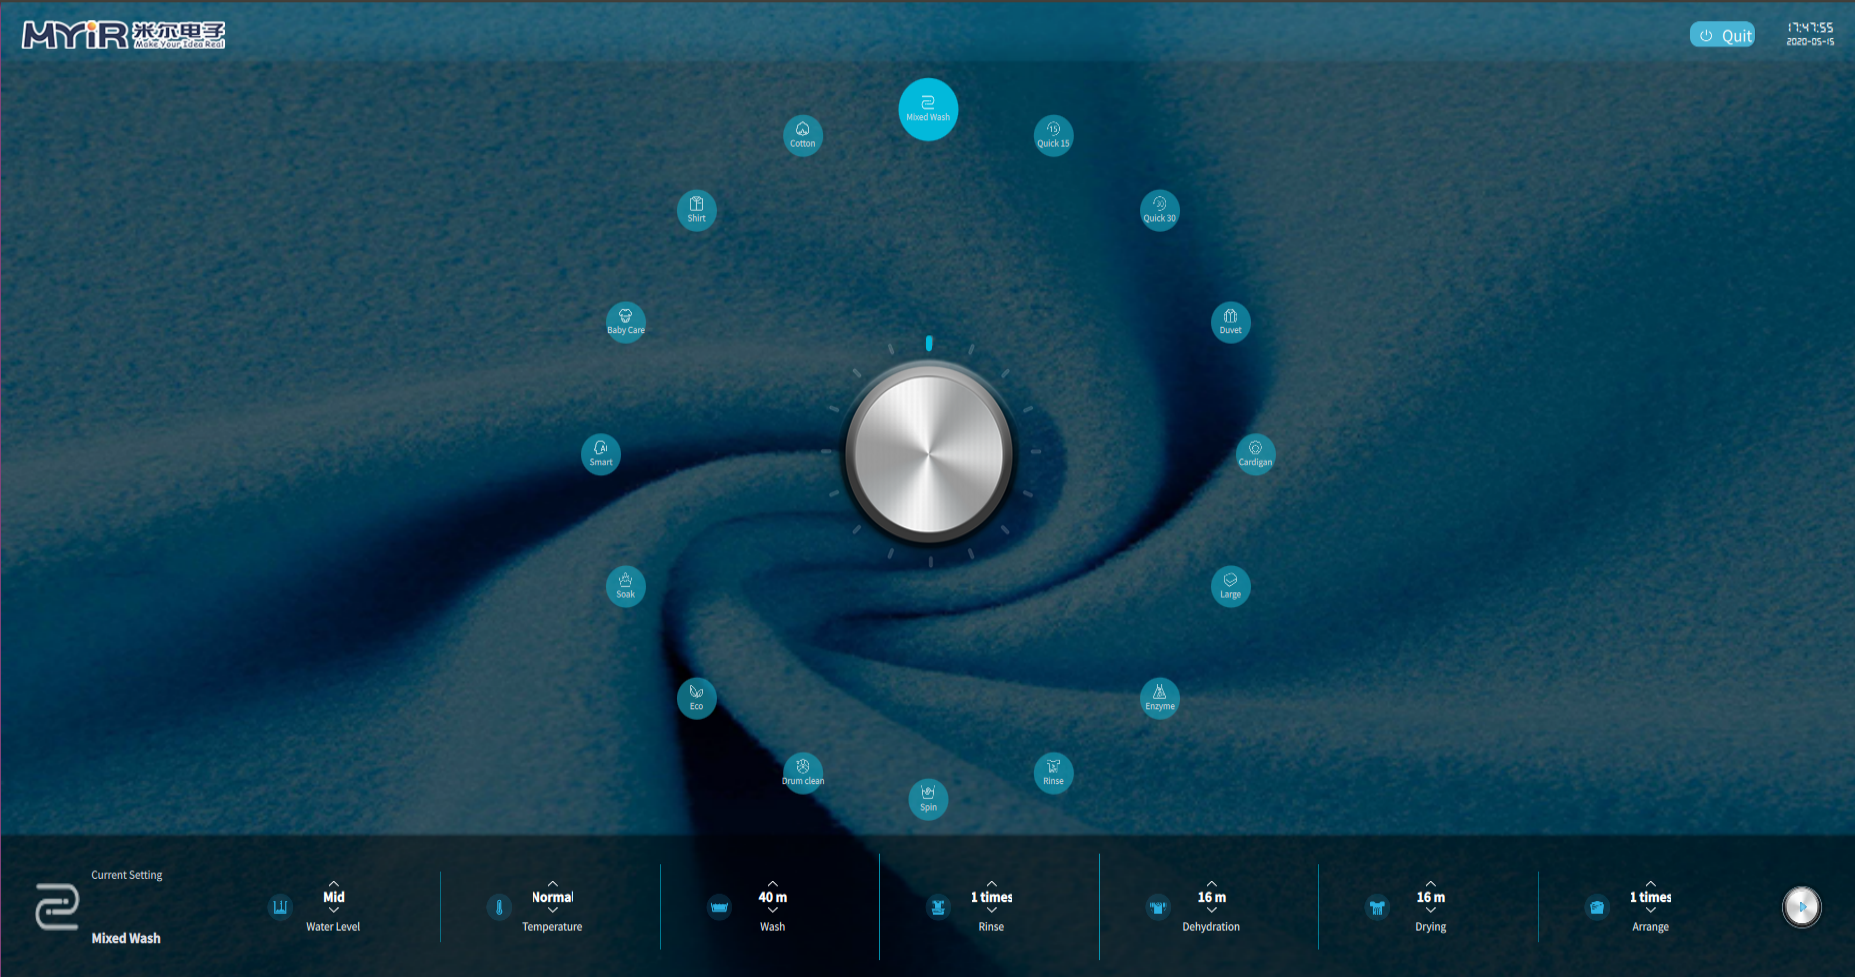 MYiR 米尔电子
Make Your Idea Real
Quit
17:47:55
2020-05-15
Mixed Wash
Cotton
15
Quick 15
Shirt
30
Quick 30
Baby Care
Duvet
AI
Smart
Cardigan
Soak
Large
Eco
Enzyme
Drum clean
Rinse
Spin
Current Setting
Mixed Wash
Mid
Water Level
Normal
Temperature
40 m
Wash
1 times
Rinse
16 m
Dehydration
16 m
Drying
1 times
Arrange